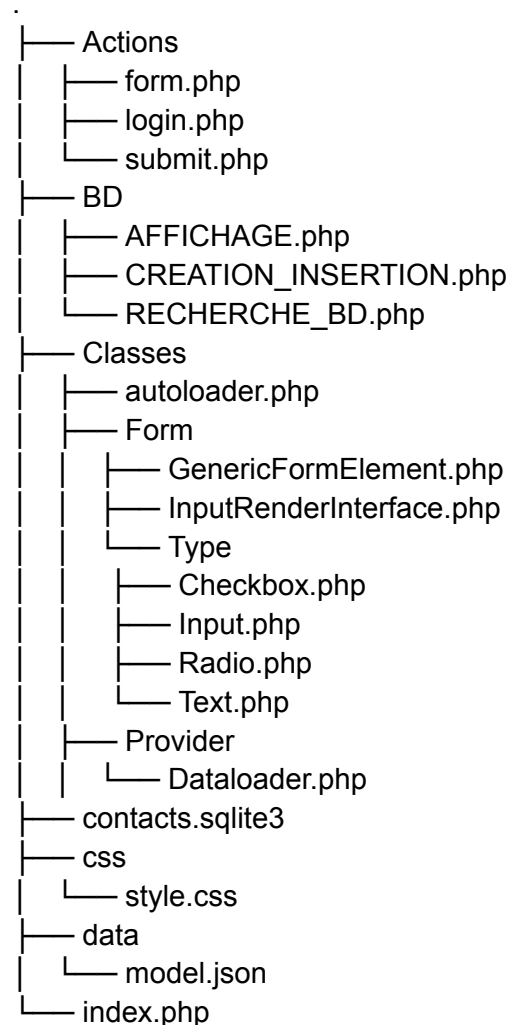 .
├── Actions
│   ├── form.php
│   ├── login.php
│   └── submit.php
├── BD
│   ├── AFFICHAGE.php
│   ├── CREATION_INSERTION.php
│   └── RECHERCHE_BD.php
├── Classes
│   ├── autoloader.php
│   ├── Form
│   │   ├── GenericFormElement.php
│   │   ├── InputRenderInterface.php
│   │   └── Type
│   │       ├── Checkbox.php
│   │       ├── Input.php
│   │       ├── Radio.php
│   │       └── Text.php
│   ├── Provider
│   │   └── Dataloader.php
├── contacts.sqlite3
├── css
│   └── style.css
├── data
│   └── model.json
└── index.php